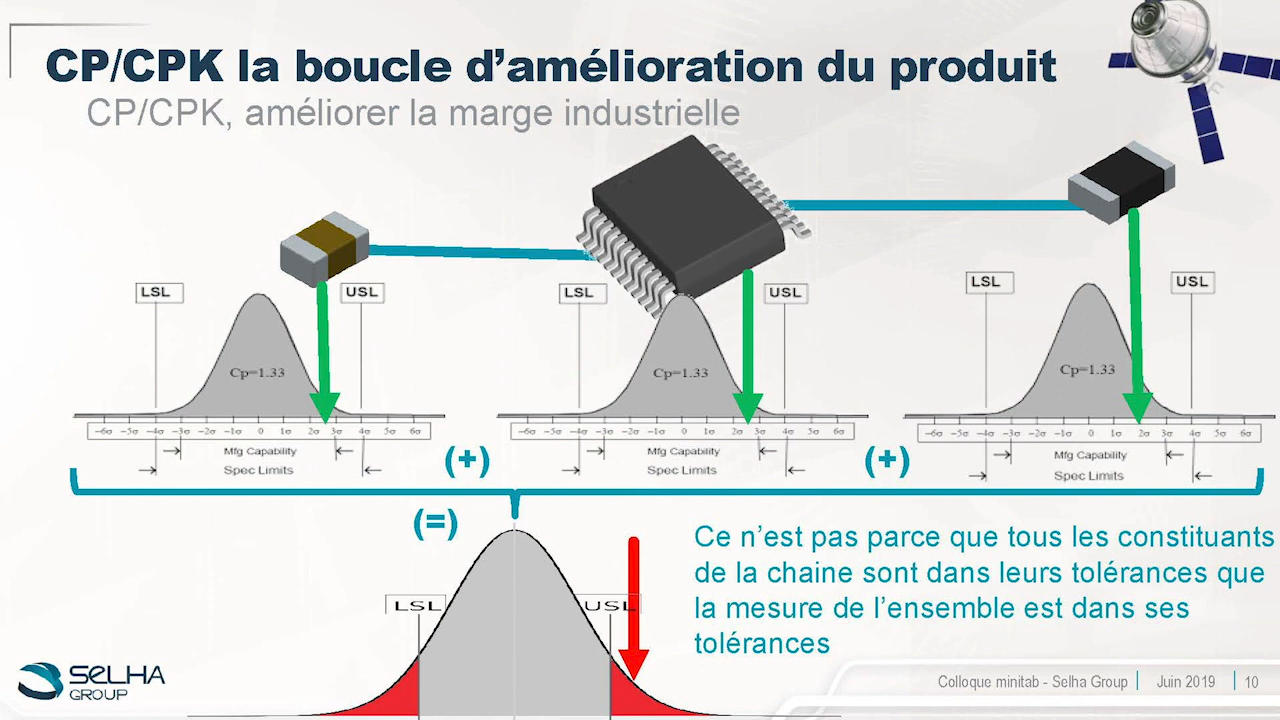 CP/CPK la boucle d’amélioration du produit
CP/CPK, améliorer la marge industrielle
LSL
USL
Cp=1.33
−6σ −5σ −4σ −3σ −2σ −1σ 0 1σ 2σ 3σ 4σ 5σ 6σ
Mfg Capability
Spec Limits
(+)
LSL
USL
Cp=1.33
−6σ −5σ −4σ −3σ −2σ −1σ 0 1σ 2σ 3σ 4σ 5σ 6σ
Mfg Capability
Spec Limits
(+)
LSL
USL
Cp=1.33
−6σ −5σ −4σ −3σ −2σ −1σ 0 1σ 2σ 3σ 4σ 5σ 6σ
Mfg Capability
Spec Limits
(=)
LSL
USL
Ce n’est pas parce que tous les constituants
de la chaine sont dans leurs tolérances que
la mesure de l’ensemble est dans ses
tolérances
SELHA
GROUP
Colloque minitab - Selha Group | Juin 2019 | 10